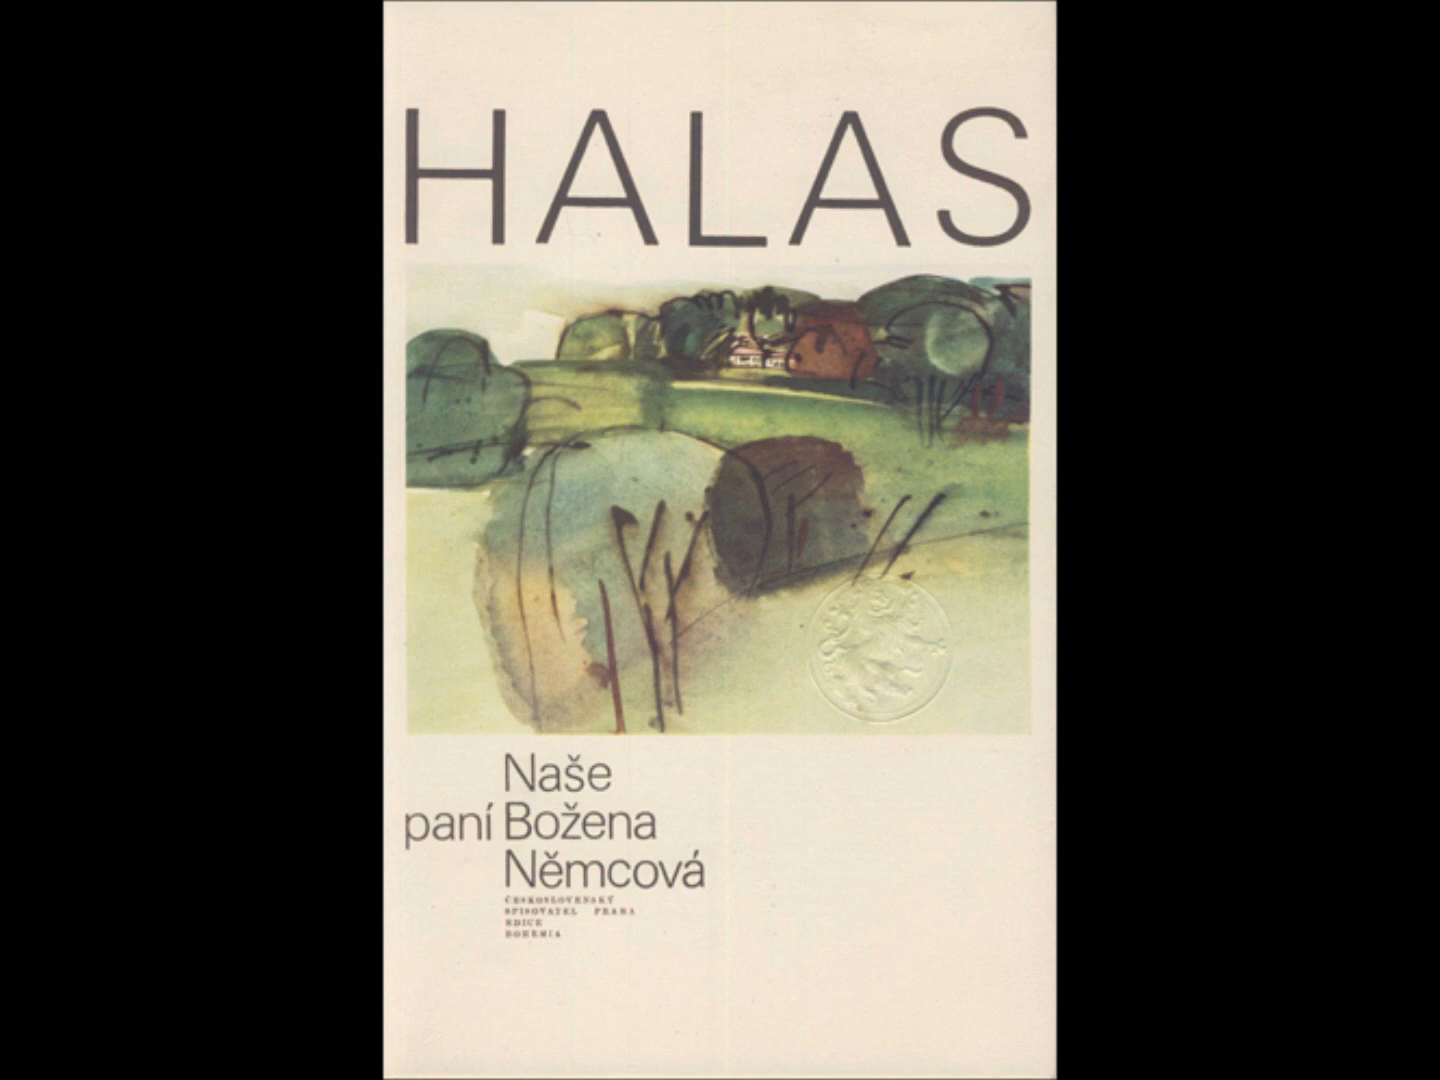 HALAS
Naše
paní Božena
Němcová
ČESKOSLOVENSKÝ
SPISOVATEL PRAHA
EDICE
BOHEMIA